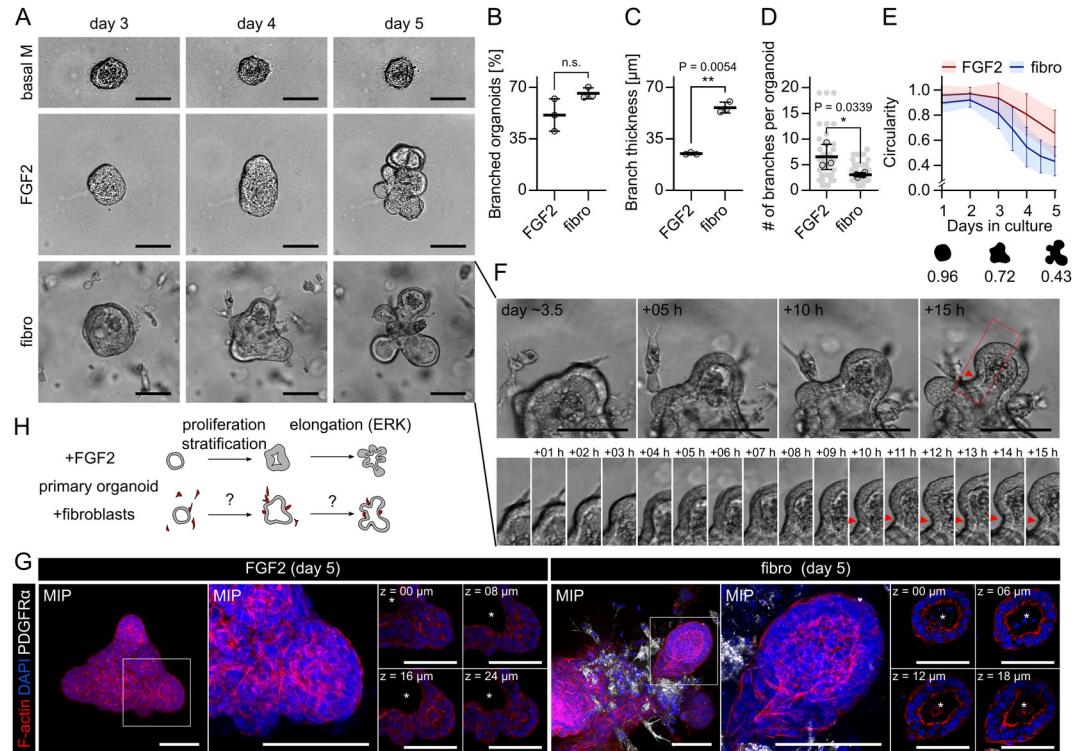 A
day 3
day 4
day 5
basal M
FGF2
fibro
B
Branched organoids [%]
70
35
0
n.s.
FGF2
fibro
C
Branch thickness [µm]
P = 0.0054
**
70
35
0
FGF2
fibro
D
# of branches per organoid
20
15
10
5
0
P = 0.0339
*
FGF2
fibro
E
FGF2
fibro
Circularity
1.0
0.8
0.6
0.4
0.0
1
2
3
4
5
Days in culture
0.96
0.72
0.43
F
day ~3.5
+05 h
+10 h
+15 h
+01 h
+02 h
+03 h
+04 h
+05 h
+06 h
+07 h
+08 h
+09 h
+10 h
+11 h
+12 h
+13 h
+14 h
+15 h
H
proliferation
stratification
elongation (ERK)
+FGF2
primary organoid
+fibroblasts
?
?
G
F-actin DAPI PDGFRα
FGF2 (day 5)
MIP
MIP
z = 00 µm
*
z = 08 µm
*
z = 16 µm
*
z = 24 µm
*
fibro (day 5)
MIP
MIP
z = 00 µm
*
z = 06 µm
*
z = 12 µm
*
z = 18 µm
*